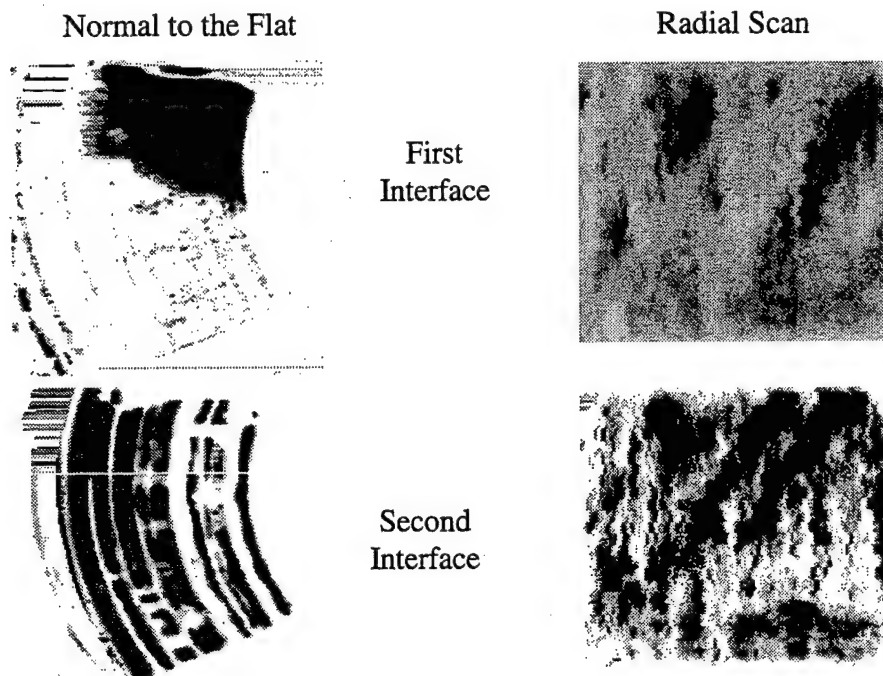 Normal to the Flat
Radial Scan
First
Interface
Second
Interface